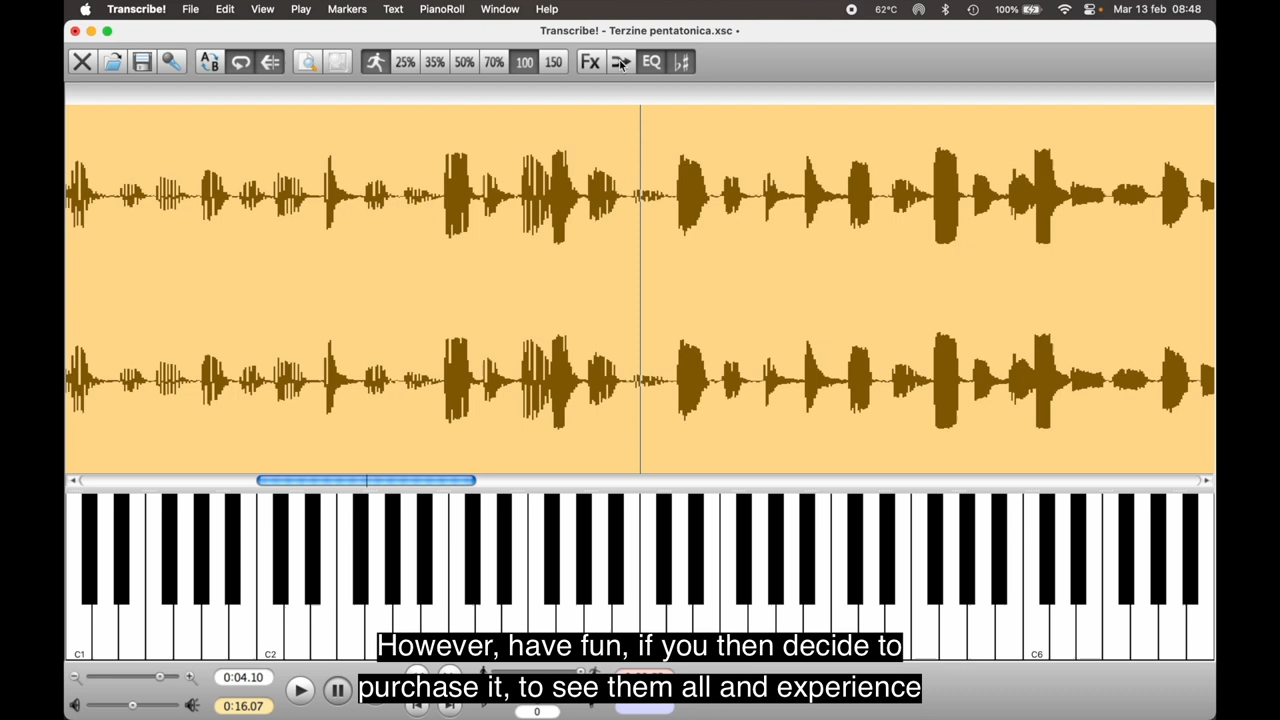 Transcribe! File Edit View Play Markers Text PianoRoll Window Help 62°C 100% Mar 13 feb 08:48
Transcribe! - Terzine pentatonica.xsc •
A B 25% 35% 50% 70% 100 150 Fx EQ
C1 C2 C6
However, have fun, if you then decide to
0:04.10
purchase it, to see them all and experience
0:16.07
0